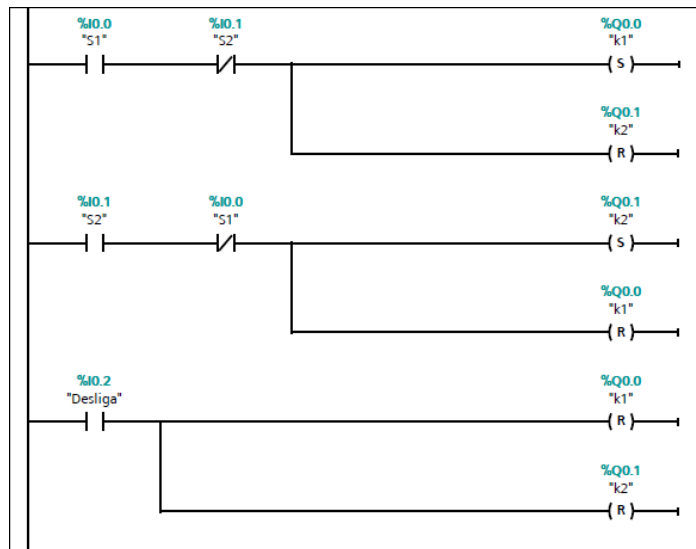 %I0.0
"S1"
%I0.1
"S2"
%Q0.0
"k1"
S
%Q0.1
"k2"
R
%I0.1
"S2"
%I0.0
"S1"
%Q0.1
"k2"
S
%Q0.0
"k1"
R
%I0.2
"Desliga"
%Q0.0
"k1"
R
%Q0.1
"k2"
R